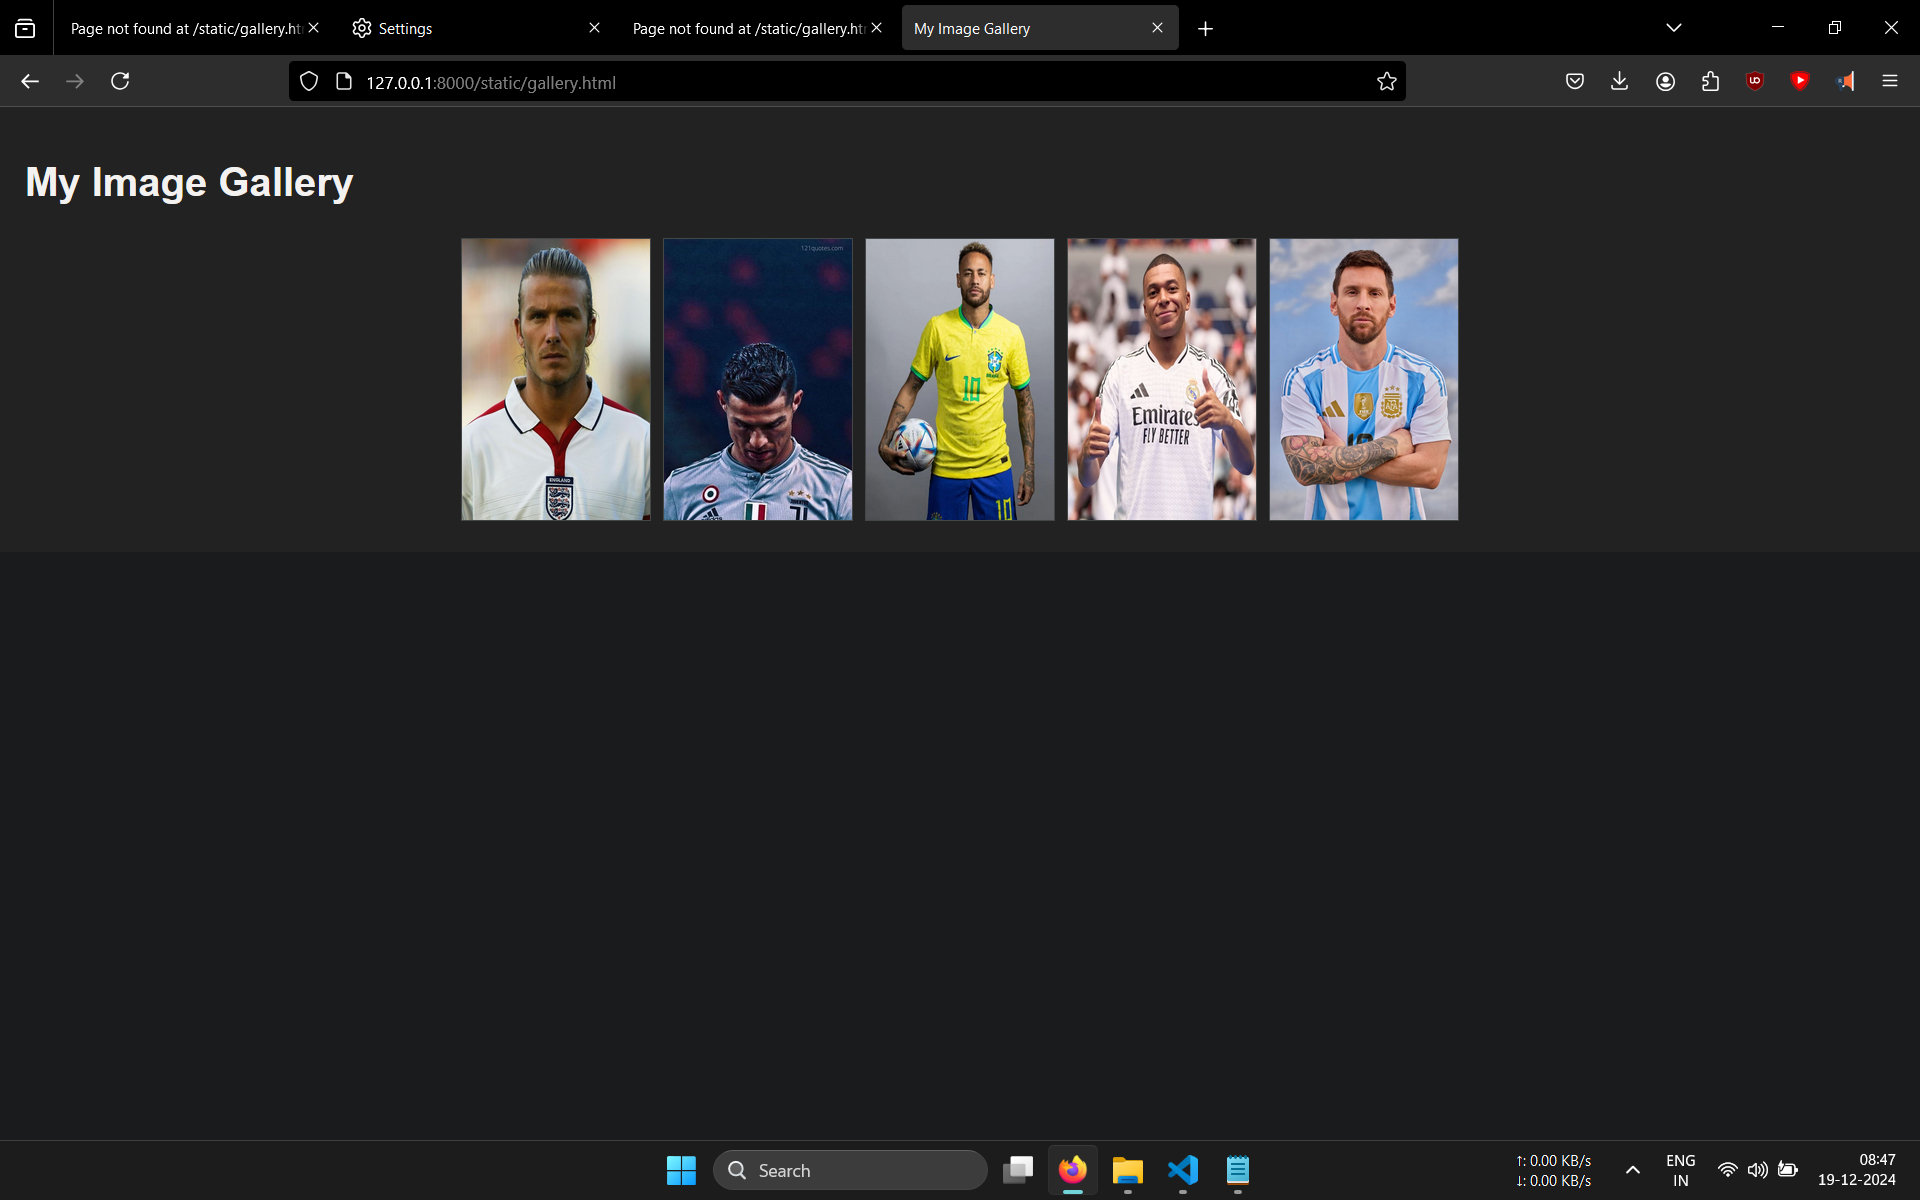 Page not found at /static/gallery.ht
Settings
Page not found at /static/gallery.ht
My Image Gallery
127.0.0.1:8000/static/gallery.html
My Image Gallery
121quotes.com
ENGLAND
10
10
Emirates
FLY BETTER
Search
↑: 0.00 KB/s
↓: 0.00 KB/s
ENG
IN
08:47
19-12-2024